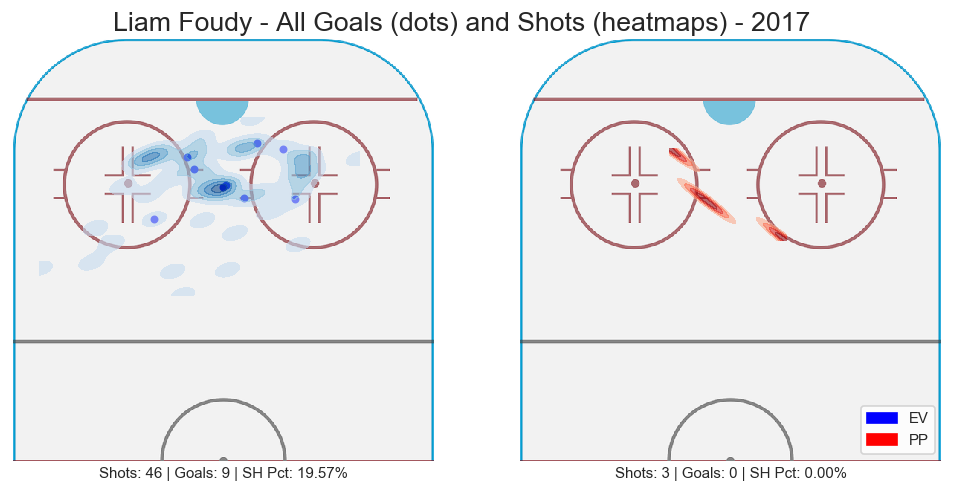 Liam Foudy - All Goals (dots) and Shots (heatmaps) - 2017
EV
PP
Shots: 46 | Goals: 9 | SH Pct: 19.57%
Shots: 3 | Goals: 0 | SH Pct: 0.00%